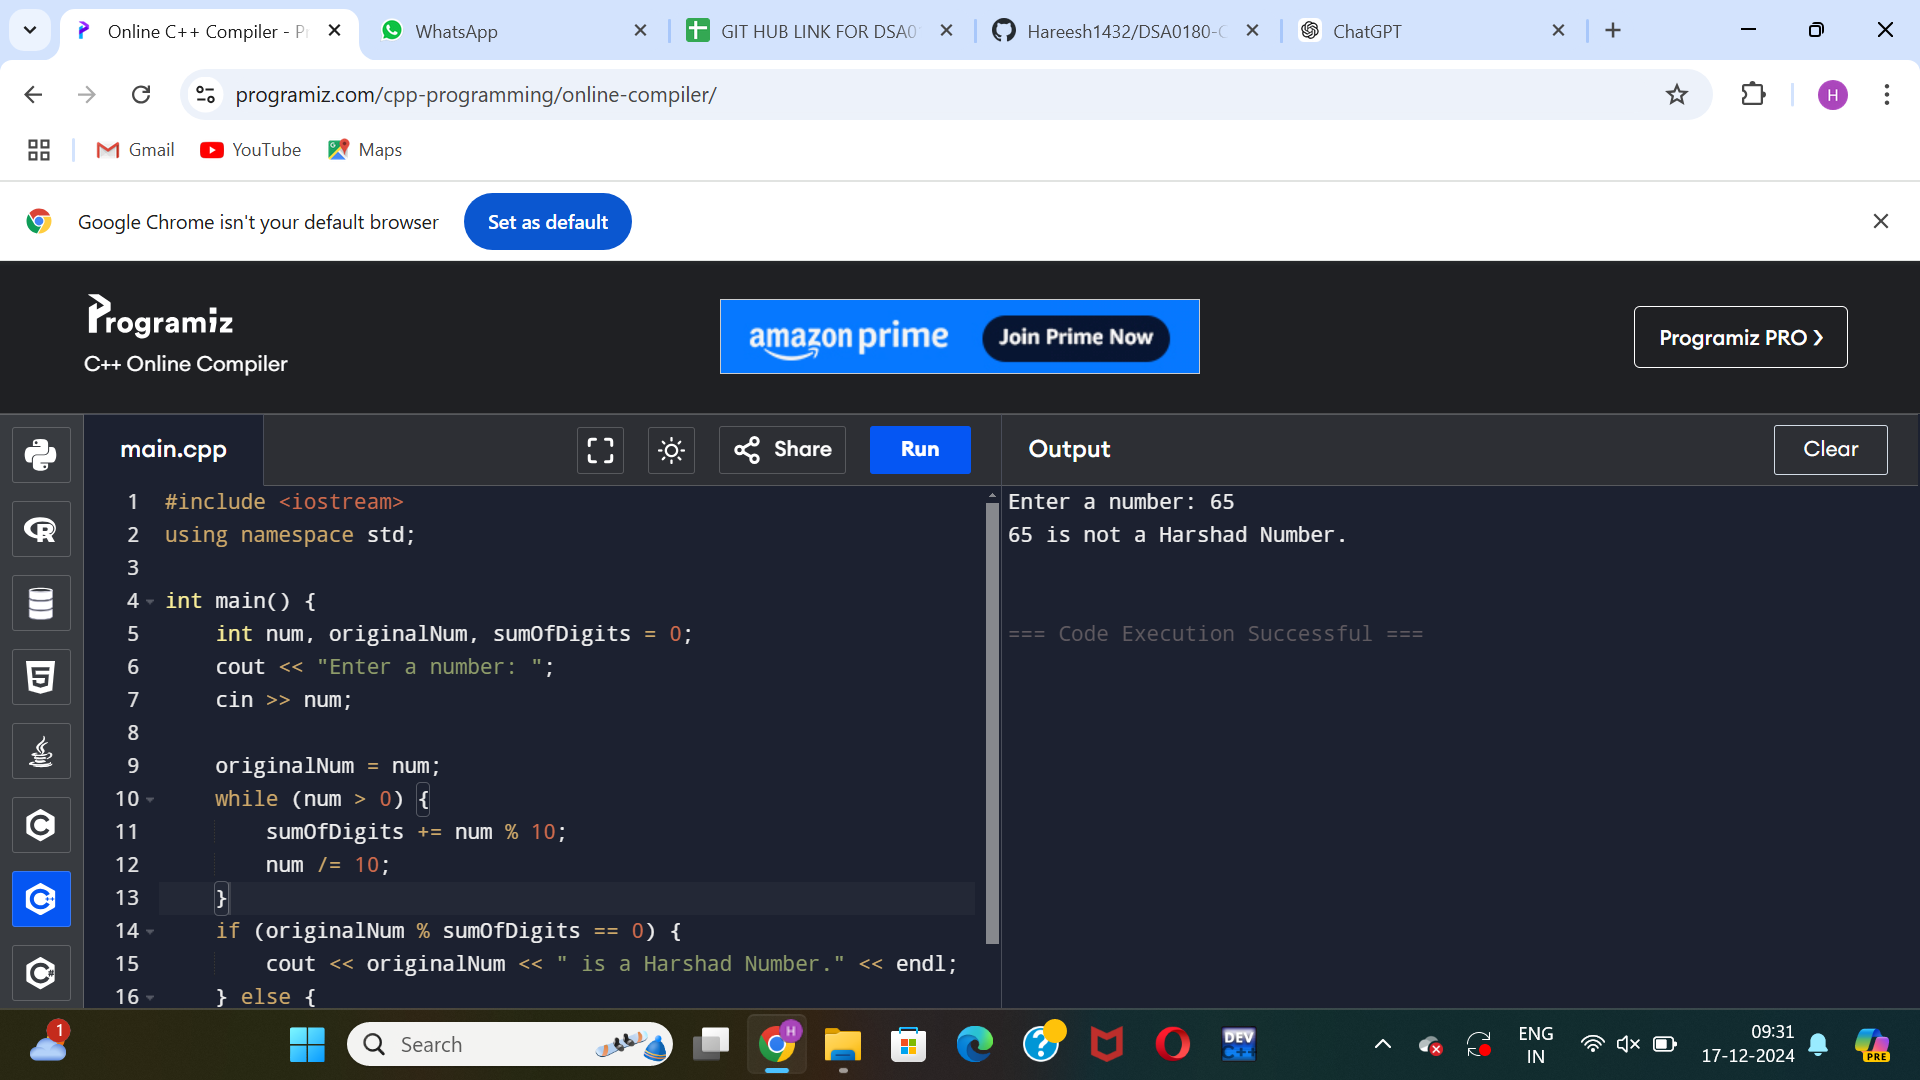 Online C++ Compiler - P
WhatsApp
GIT HUB LINK FOR DSA0
Hareesh1432/DSA0180-C
ChatGPT
programiz.com/cpp-programming/online-compiler/
H
Gmail
YouTube
Maps
Google Chrome isn't your default browser
Set as default
Programiz
C++ Online Compiler
amazon prime
Join Prime Now
Programiz PRO
main.cpp
Share
Run
Output
Clear
1 #include <iostream>
2 using namespace std;
3
4 int main() {
5 int num, originalNum, sumOfDigits = 0;
6 cout << "Enter a number: ";
7 cin >> num;
8
9 originalNum = num;
10 while (num > 0) {
11 sumOfDigits += num % 10;
12 num /= 10;
13 }
14 if (originalNum % sumOfDigits == 0) {
15 cout << originalNum << " is a Harshad Number." << endl;
16 } else {
Enter a number: 65
65 is not a Harshad Number.
=== Code Execution Successful ===
1
Search
H
DEV
C++
ENG
IN
09:31
17-12-2024
PRE